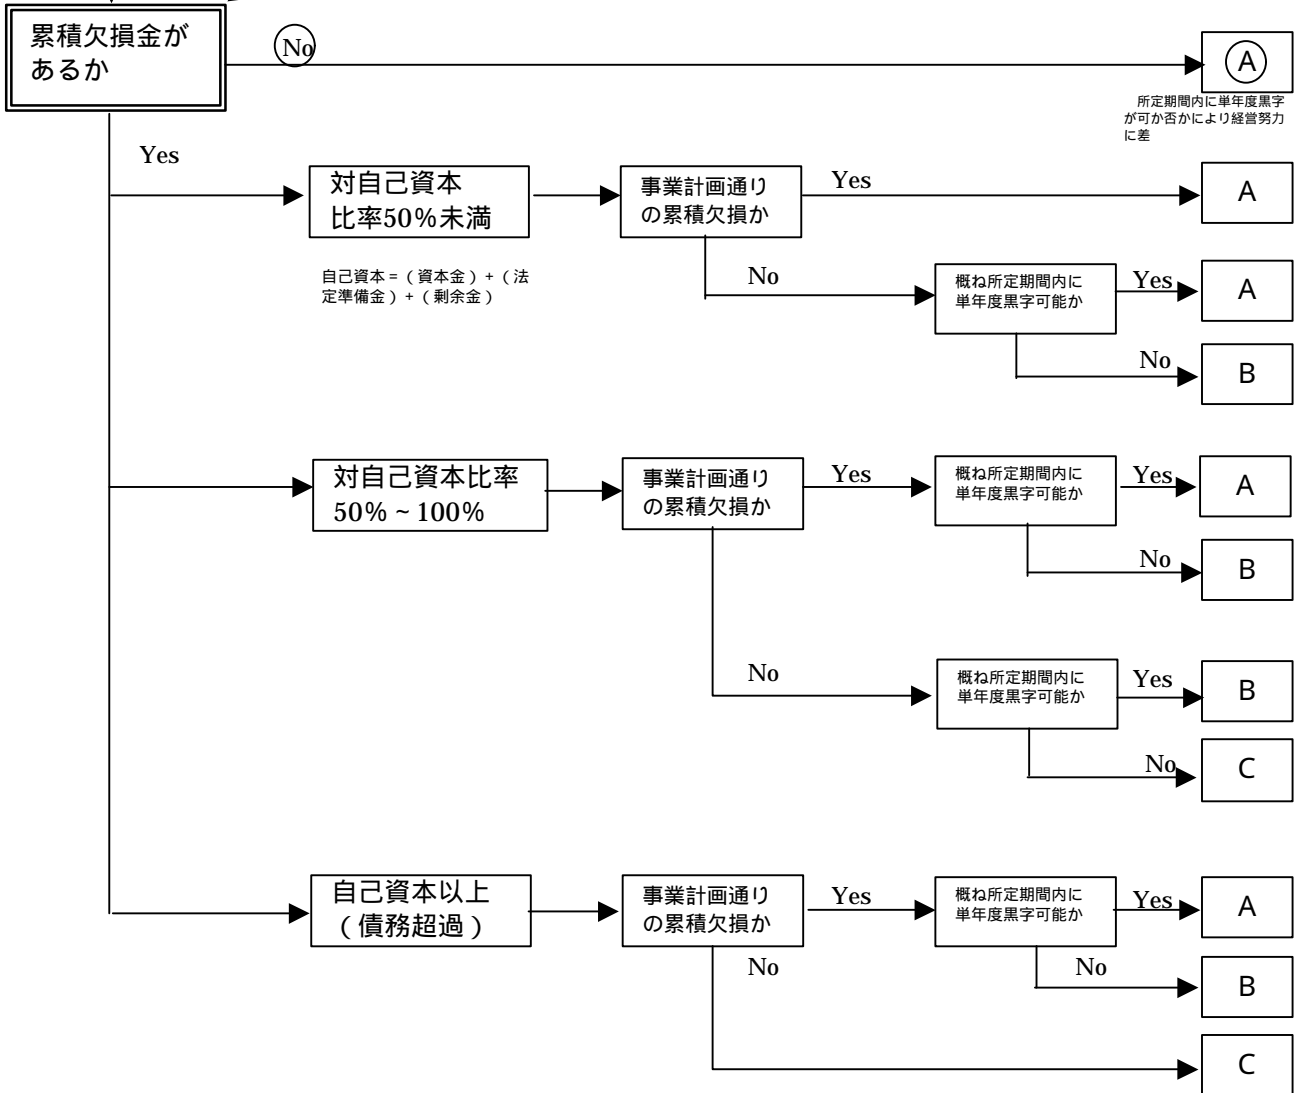 累積欠損金が
あるか
No
A
所定期間内に単年度黒字
が可か否かにより経営努力
に差
Yes
対自己資本
比率50%未満
事業計画通り
の累積欠損か
Yes
A
自己資本=(資本金)+(法
定準備金)+(剰余金)
No
概ね所定期間内に
単年度黒字可能か
Yes
A
No
B
対自己資本比率
50%~100%
事業計画通り
の累積欠損か
Yes
概ね所定期間内に
単年度黒字可能か
Yes
A
No
B
No
概ね所定期間内に
単年度黒字可能か
Yes
B
No
C
自己資本以上
(債務超過)
事業計画通り
の累積欠損か
Yes
概ね所定期間内に
単年度黒字可能か
Yes
A
No
No
B
C